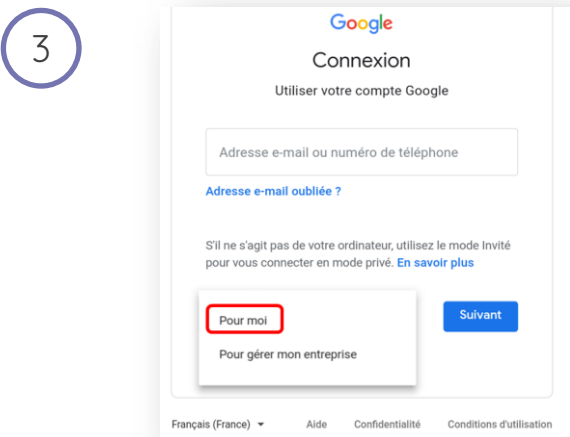 3
Google
Connexion
Utiliser votre compte Google
Adresse e-mail ou numéro de téléphone
Adresse e-mail oubliée ?
S'il ne s'agit pas de votre ordinateur, utilisez le mode Invité
pour vous connecter en mode privé. En savoir plus
Pour moi
Suivant
Pour gérer mon entreprise
Français (France)
Aide
Confidentialité
Conditions d'utilisation